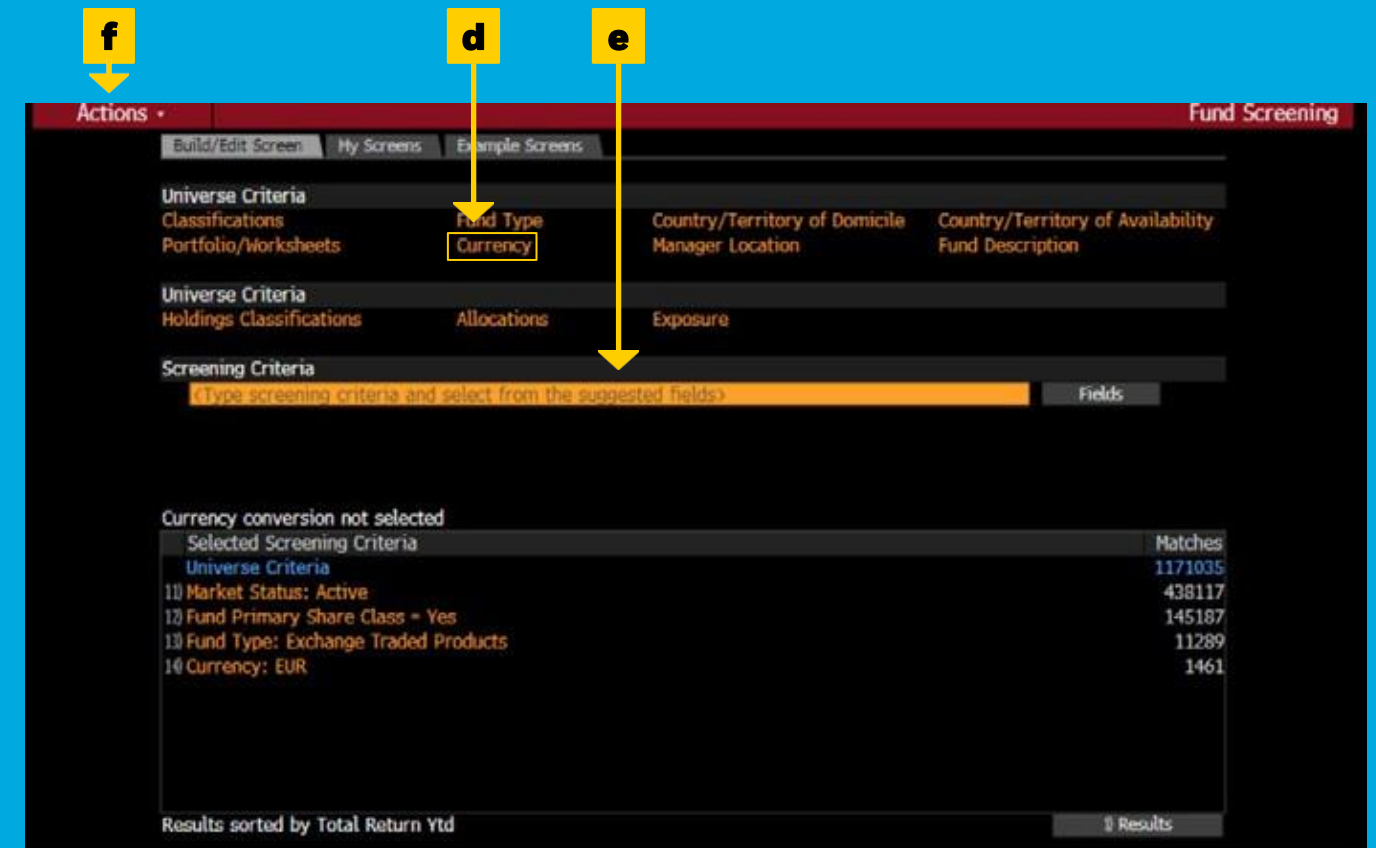 f d e
Actions Fund Screening
Build/Edit Screen My Screens Example Screens
Universe Criteria
Classifications Fund Type Country/Territory of Domicile Country/Territory of Availability
Portfolio/Worksheets Currency Manager Location Fund Description
Universe Criteria
Holdings Classifications Allocations Exposure
Screening Criteria
<Type screening criteria and select from the suggested fields> Fields
Currency conversion not selected
Selected Screening Criteria Matches
Universe Criteria 1171035
11) Market Status: Active 438117
12) Fund Primary Share Class = Yes 145187
13) Fund Type: Exchange Traded Products 11289
14) Currency: EUR 1461
Results sorted by Total Return Ytd 1) Results